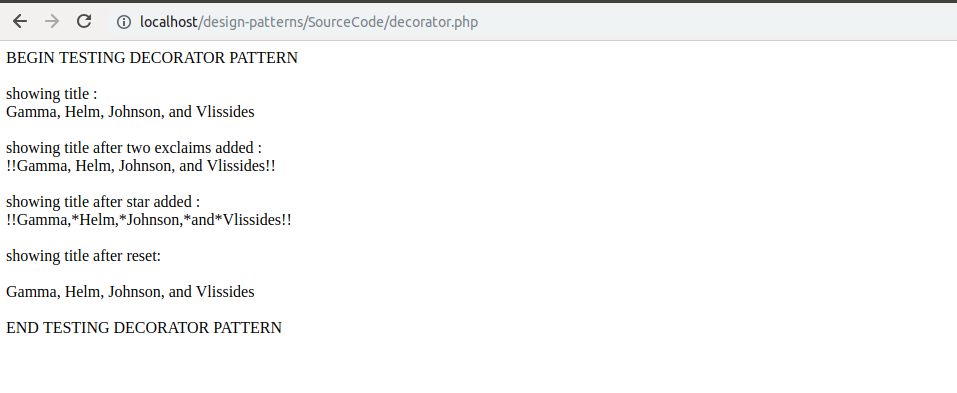 localhost/design-patterns/SourceCode/decorator.php
BEGIN TESTING DECORATOR PATTERN
showing title :
Gamma, Helm, Johnson, and Vlissides
showing title after two exclaims added :
!!Gamma, Helm, Johnson, and Vlissides!!
showing title after star added :
!!Gamma,*Helm,*Johnson,*and*Vlissides!!
showing title after reset:
Gamma, Helm, Johnson, and Vlissides
END TESTING DECORATOR PATTERN